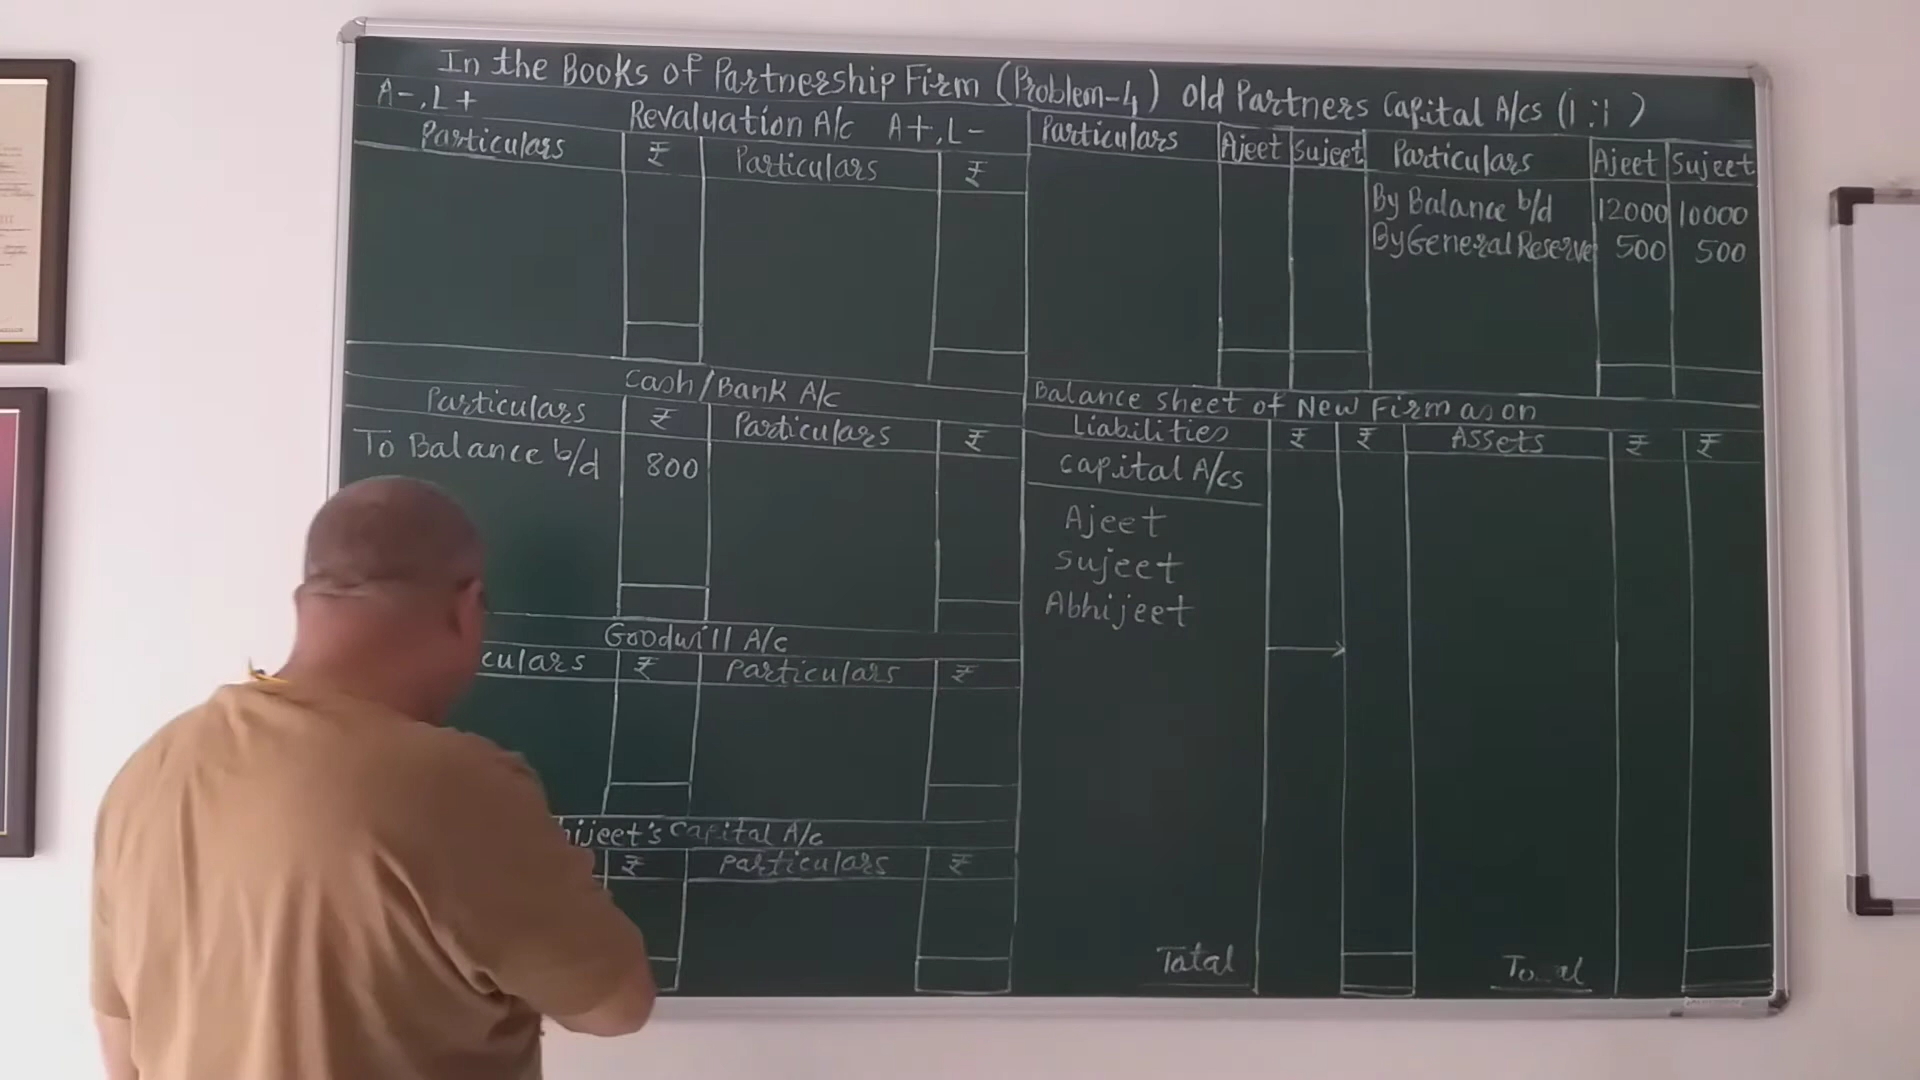 In the Books of Partnership Firm (Problem-4) old Partners Capital A/cs (1:1)
A-, L+
Revaluation A/c A+, L-
Particulars ₹ Particulars ₹
Particulars Ajeet Sujeet Particulars Ajeet Sujeet
By Balance b/d 12000 10000
By General Reserve 500 500
Cash/Bank A/c
Particulars ₹ Particulars ₹
To Balance b/d 800
Goodwill A/c
culars ₹ Particulars ₹
hijeet's Capital A/c
₹ Particulars ₹
Balance sheet of New Firm as on
Liabilities ₹ ₹ Assets ₹ ₹
Capital A/cs
Ajeet
Sujeet
Abhijeet
Total